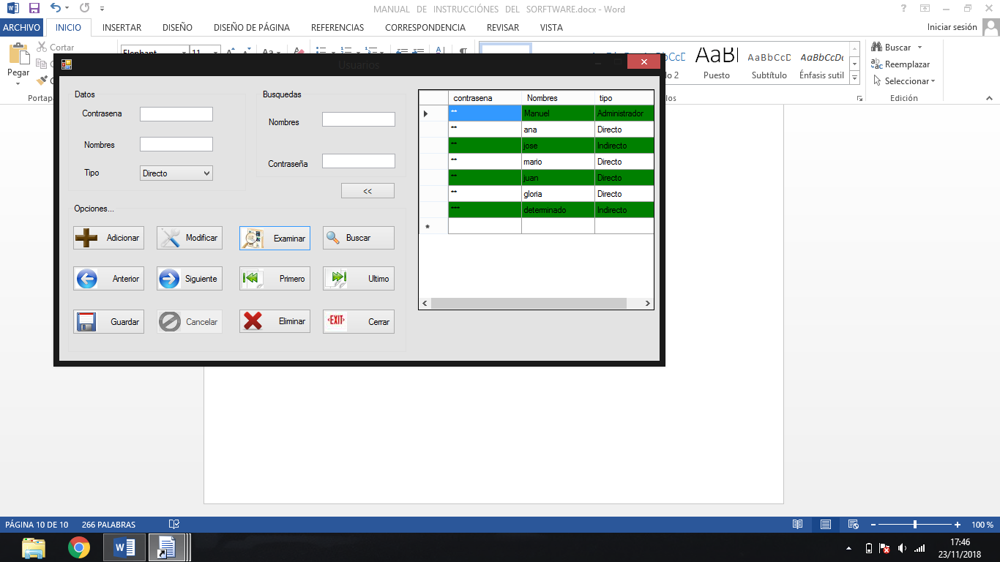 MANUAL DE INSTRUCCIÓNES DEL SORFTWARE.docx - Word
ARCHIVO INICIO INSERTAR DISEÑO DISEÑO DE PÁGINA REFERENCIAS CORRESPONDENCIA REVISAR VISTA Iniciar sesión
Cortar
Pegar
Elephant 11
AaBl AaBbCcD AaBbCcDc
Puesto Subtítulo Énfasis sutil
Buscar
Reemplazar
Seleccionar
Edición
Usuarios
Datos
Contrasena
Nombres
Tipo Directo
Busquedas
Nombres
Contraseña
<<
Opciones...
Adicionar Modificar Examinar Buscar
Anterior Siguiente Primero Ultimo
Guardar Cancelar Eliminar EXIT Cerrar
contrasena Nombres tipo
** Manuel Administrador
** ana Directo
** jose Indirecto
** mario Directo
** juan Directo
** gloria Directo
*** determinado Indirecto
*
PÁGINA 10 DE 10 266 PALABRAS 100 %
17:46
23/11/2018